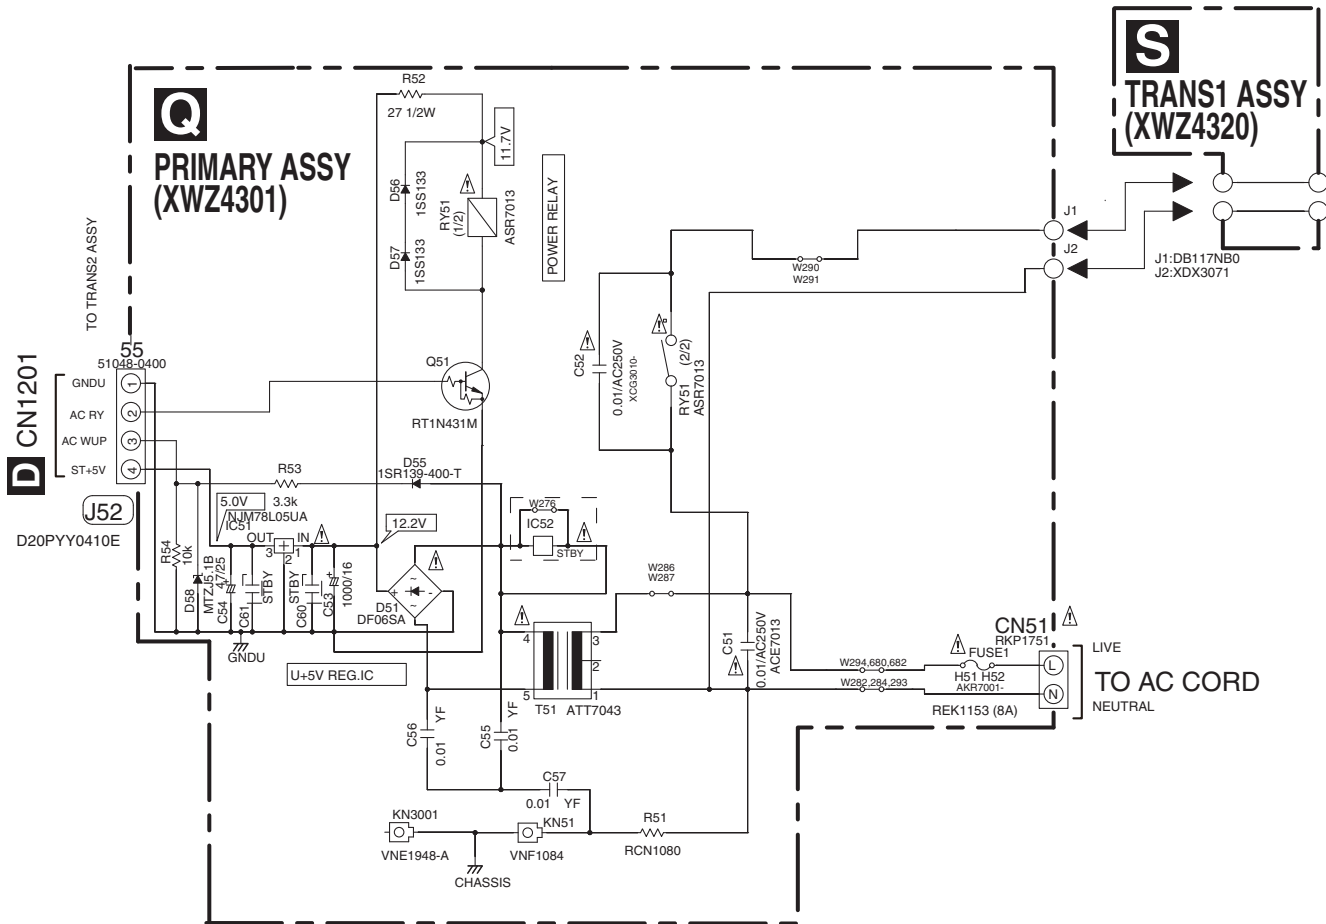 S
TRANS1 ASSY
(XWZ4320)
Q
PRIMARY ASSY
(XWZ4301)
R52
27 1/2W
11.7V
D56
1SS133
D57
1SS133
RY51
(1/2)
ASR7013
POWER RELAY
TO TRANS2 ASSY
J1
J2
J1:DB117NB0
J2:XDX3071
W290
W291
C52
0.01/AC250V
XCG3010-
RY51 (2/2)
ASR7013
55
51048-0400
D CN1201
GNDU
1
AC RY
2
AC WUP
3
ST+5V
4
J52
D20PYY0410E
Q51
RT1N431M
R53
3.3k
D55
1SR139-400-T
5.0V
NJM78L05UA
IC51
OUT
3
IN
1
2
12.2V
R54
10k
D58
MTZJ5.1B
C54
47/25
C61
STBY
C60
STBY
C53
1000/16
+
+
GNDU
D51
DF06SA
~
+
-
~
W276
IC52
STBY
U+5V REG.IC
W286
W287
4
5
3
2
1
T51
ATT7043
C51
0.01/AC250V
ACE7013
W294,680,682
W282,284,293
FUSE1
H51 H52
AKR7001-
REK1153 (8A)
CN51
RKP1751
L
N
LIVE
TO AC CORD
NEUTRAL
C56
0.01
YF
C55
0.01
YF
C57
0.01 YF
KN3001
VNE1948-A
KN51
VNF1084
R51
RCN1080
CHASSIS